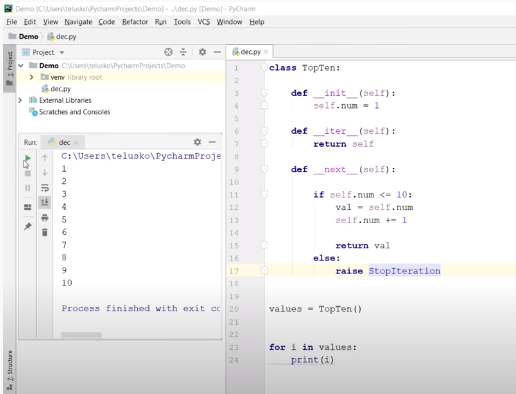 Demo [C:\Users\telusko\PycharmProjects\Demo] - ...\dec.py [Demo] - PyCharm
File Edit View Navigate Code Refactor Run Tools VCS Window Help
Demo dec.py
Project
dec.py
1: Project
Demo C:\Users\telusko\PycharmProjects\Demo
venv library root
dec.py
External Libraries
Scratches and Consoles
Run: dec
C:\Users\telusko\PycharmProje
1
2
3
4
5
6
7
8
9
10
Process finished with exit co
Z: Structure
1 class TopTen:
2
3 def __init__(self):
4 self.num = 1
5
6 def __iter__(self):
7 return self
8
9 def __next__(self):
10
11 if self.num <= 10:
12 val = self.num
13 self.num += 1
14
15 return val
16 else:
17 raise StopIteration
18
19
20 values = TopTen()
21
22
23 for i in values:
24 print(i)